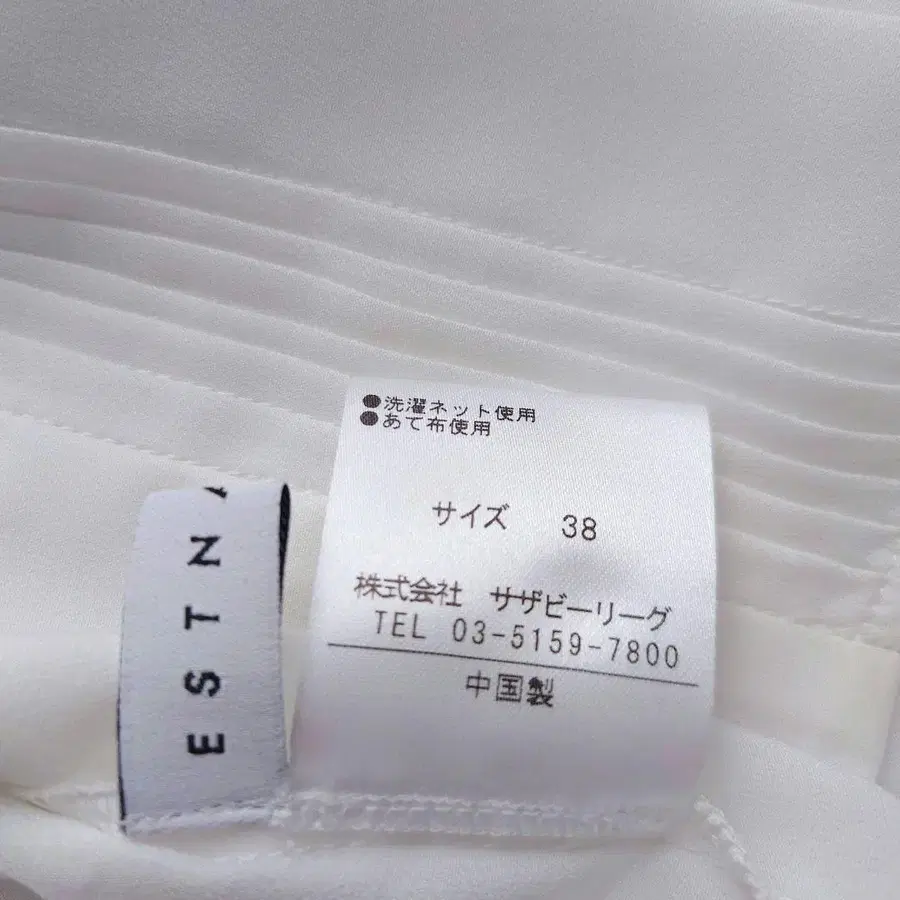 ●洗濯ネット使用
●あて布使用
サイズ 38
株式会社 サザビーリーグ
TEL 03-5159-7800
中国製
ESTNA